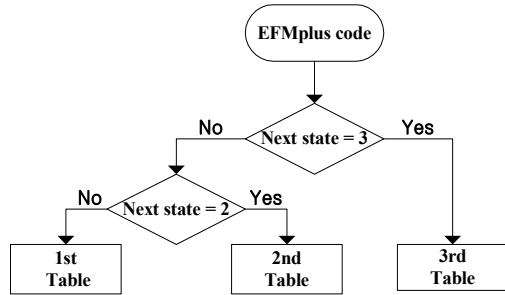 EFMplus code
No
Next state = 3
Yes
No
Next state = 2
Yes
1st
Table
2nd
Table
3rd
Table